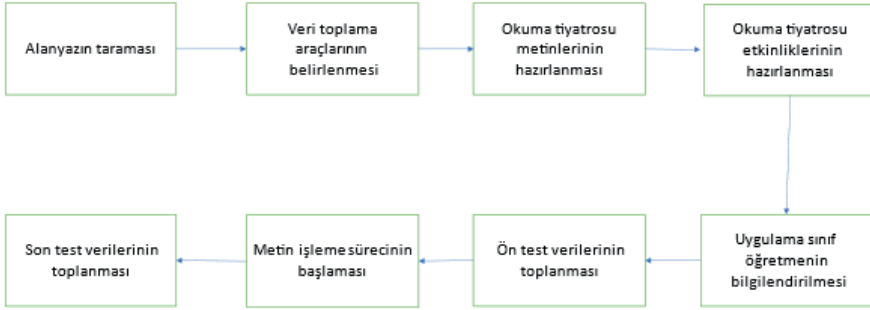 Alanyazın taraması
Veri toplama
araçlarının
belirlenmesi
Okuma tiyatrosu
metinlerinin
hazırlanması
Okuma tiyatrosu
etkinliklerinin
hazırlanması
Uygulama sınıf
öğretmenin
bilgilendirilmesi
Ön test verilerinin
toplanması
Metin işleme sürecinin
başlaması
Son test verilerinin
toplanması